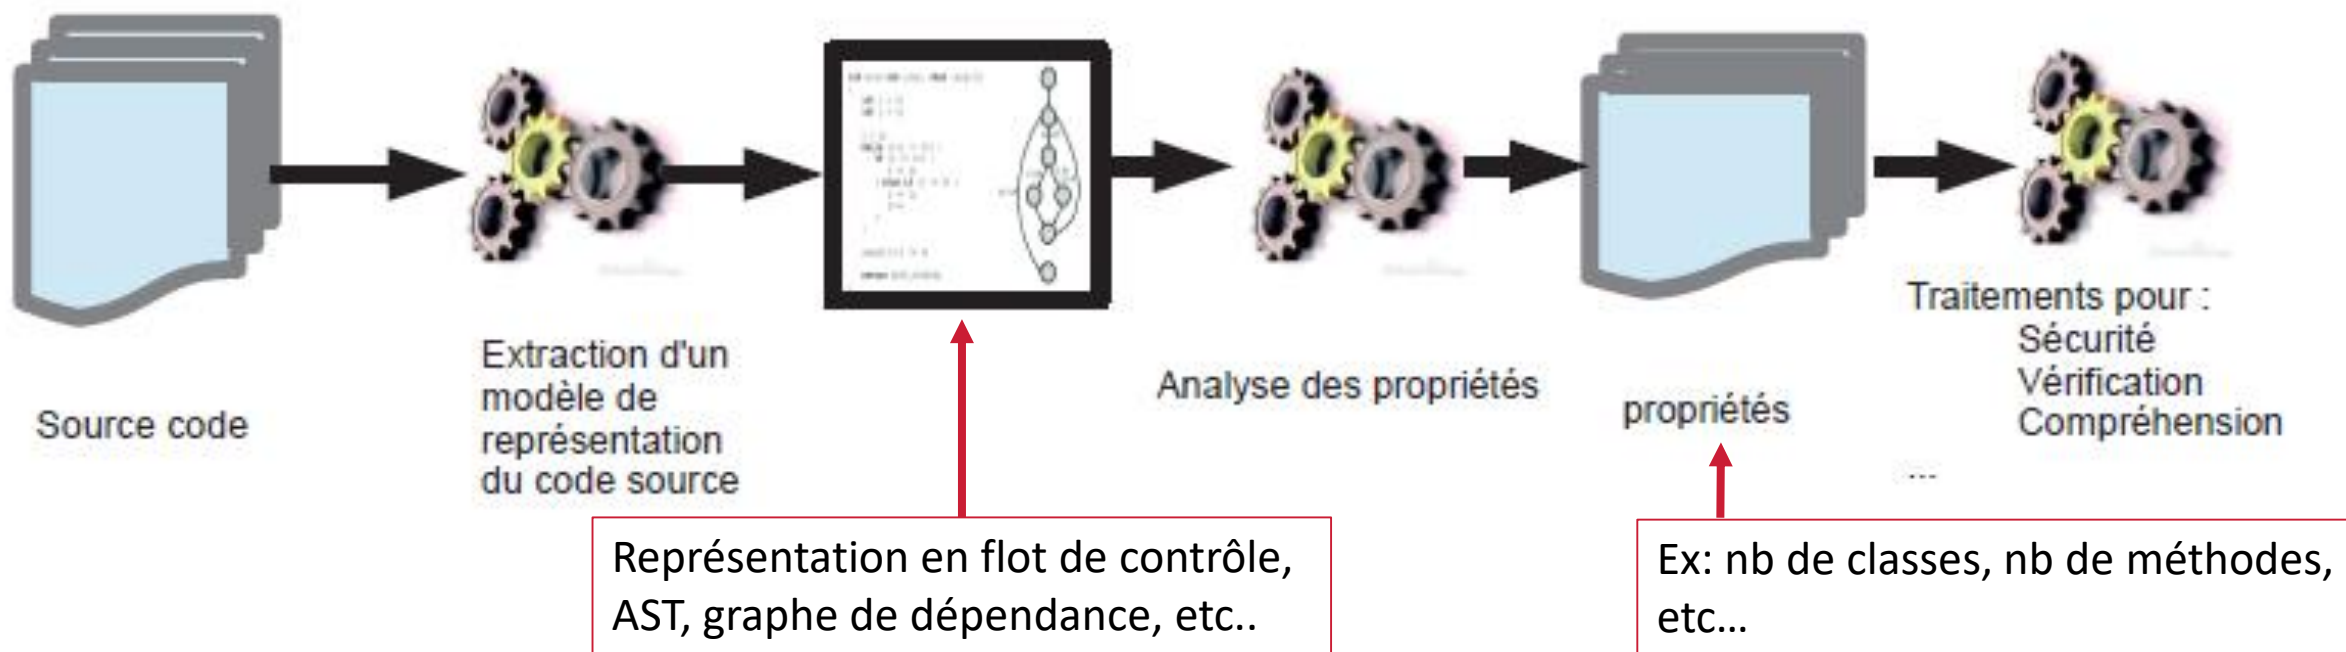 Source code
Extraction d'un
modèle de
représentation
du code source
Représentation en flot de contrôle,
AST, graphe de dépendance, etc..
Analyse des propriétés
propriétés
Ex: nb de classes, nb de méthodes,
etc...
Traitements pour :
Sécurité
Vérification
Compréhension
...